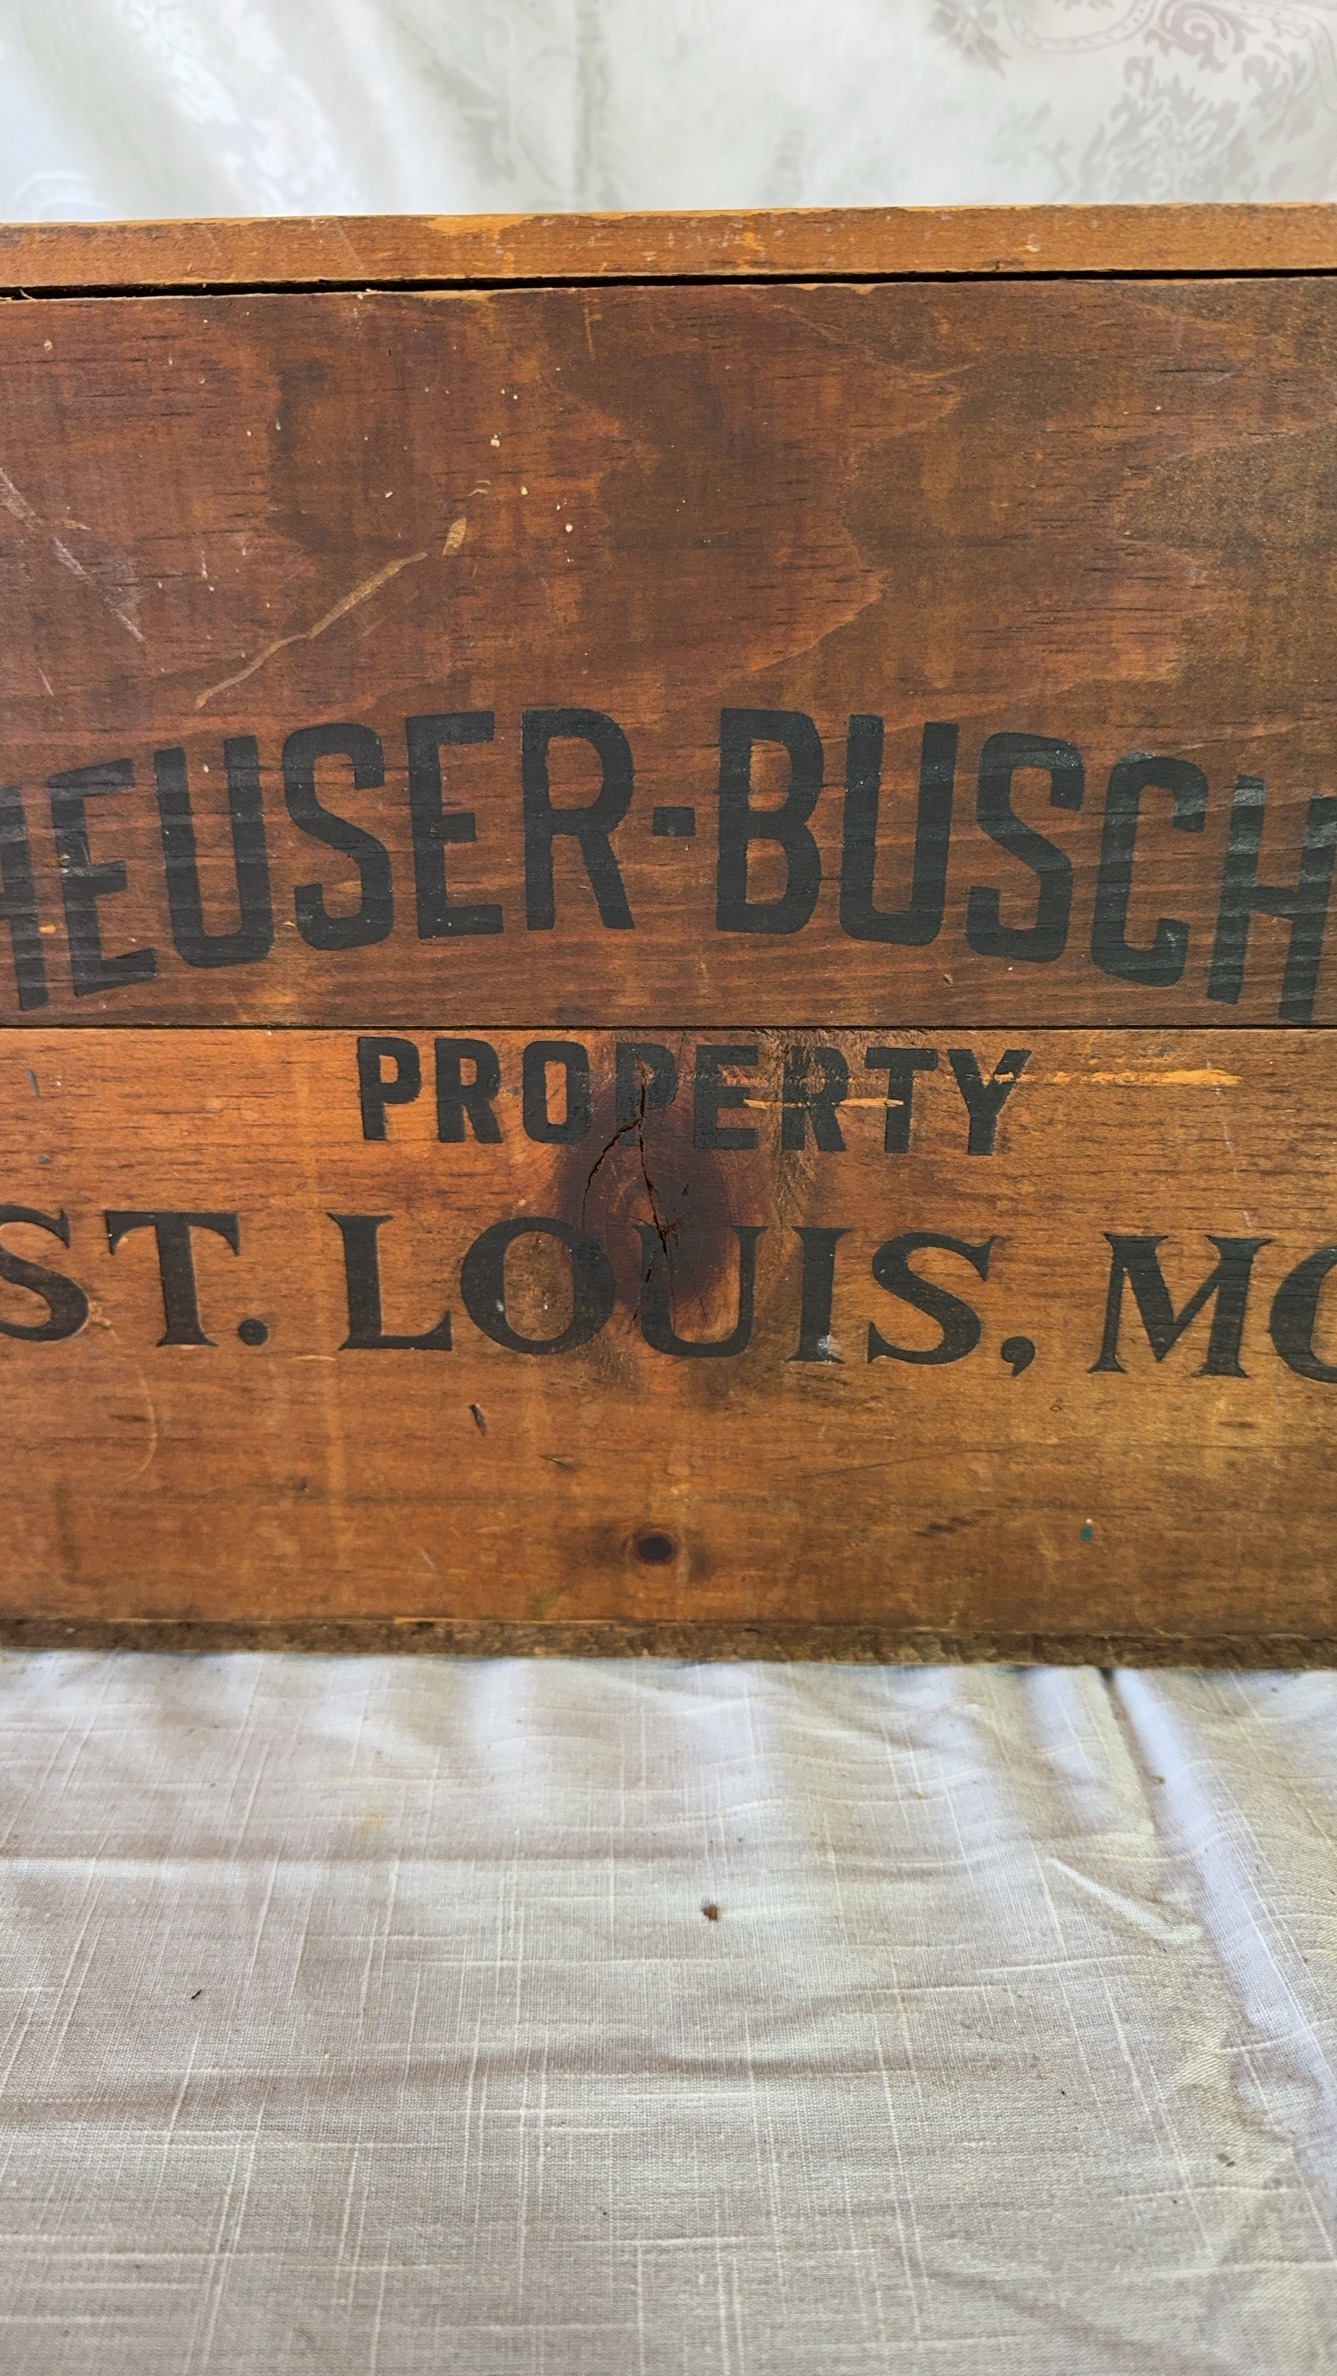 HEUSER-BUSCH
PROPERTY
ST. LOUIS, MO